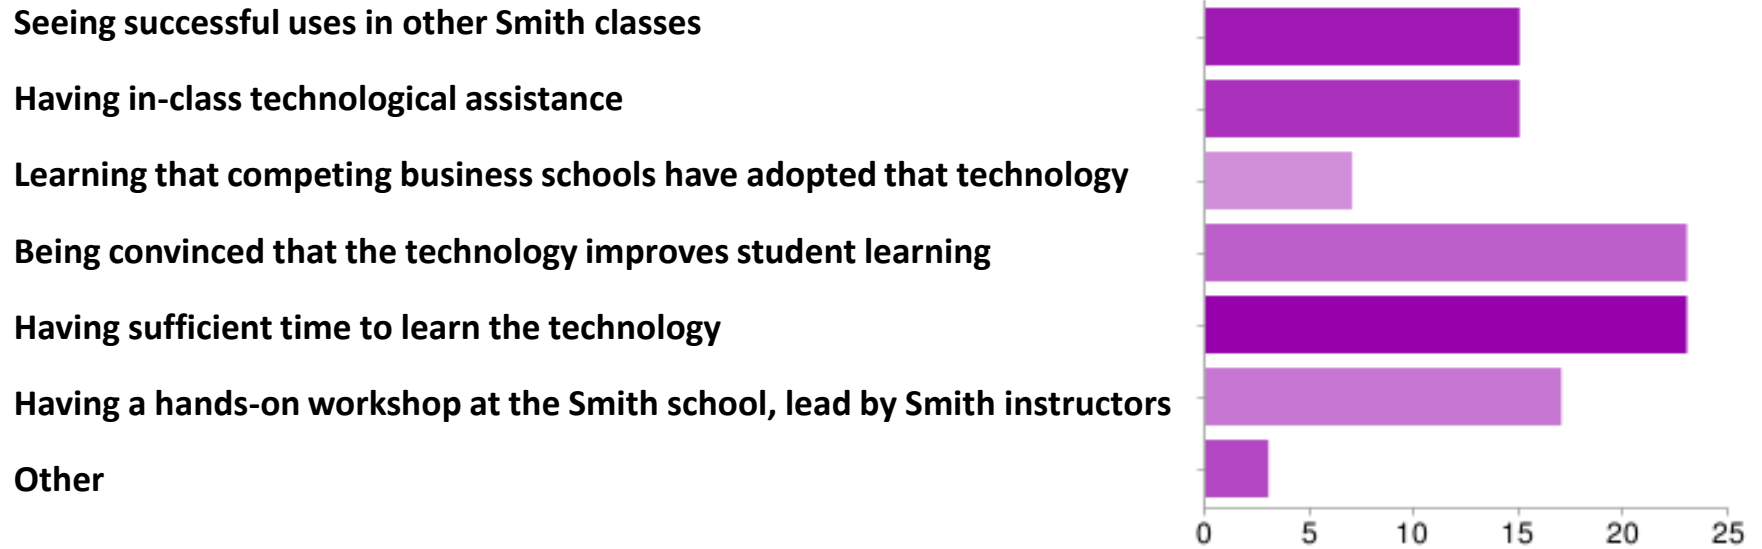 Seeing successful uses in other Smith classes
Having in-class technological assistance
Learning that competing business schools have adopted that technology
Being convinced that the technology improves student learning
Having sufficient time to learn the technology
Having a hands-on workshop at the Smith school, lead by Smith instructors
Other
0 5 10 15 20 25